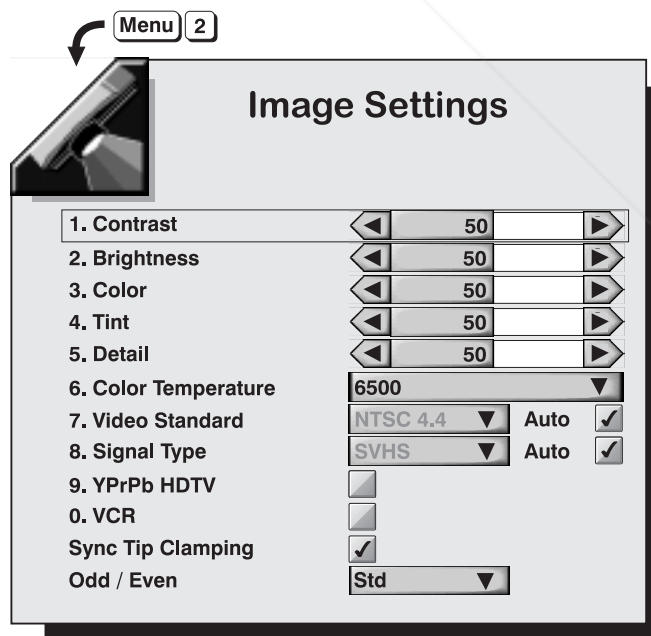 Menu 2
Image Settings
1. Contrast 50
2. Brightness 50
3. Color 50
4. Tint 50
5. Detail 50
6. Color Temperature 6500
7. Video Standard NTSC 4.4 Auto
8. Signal Type SVHS Auto
9. YPrPb HDTV
0. VCR
Sync Tip Clamping
Odd / Even Std